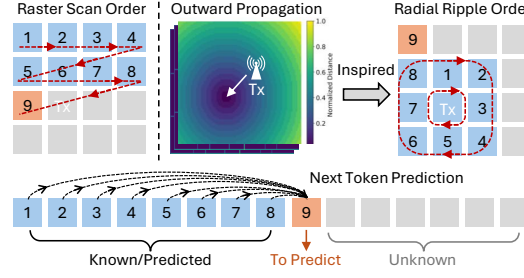 Raster Scan Order
1 2 3 4
5 6 7 8
9 Tx
Outward Propagation
Tx
1.0
0.8
0.6
0.4
0.2
Normalized Distance
Inspired
Radial Ripple Order
9
8 1 2
7 Tx 3
6 5 4
Next Token Prediction
1 2 3 4 5 6 7 8 9
Known/Predicted
To Predict
Unknown